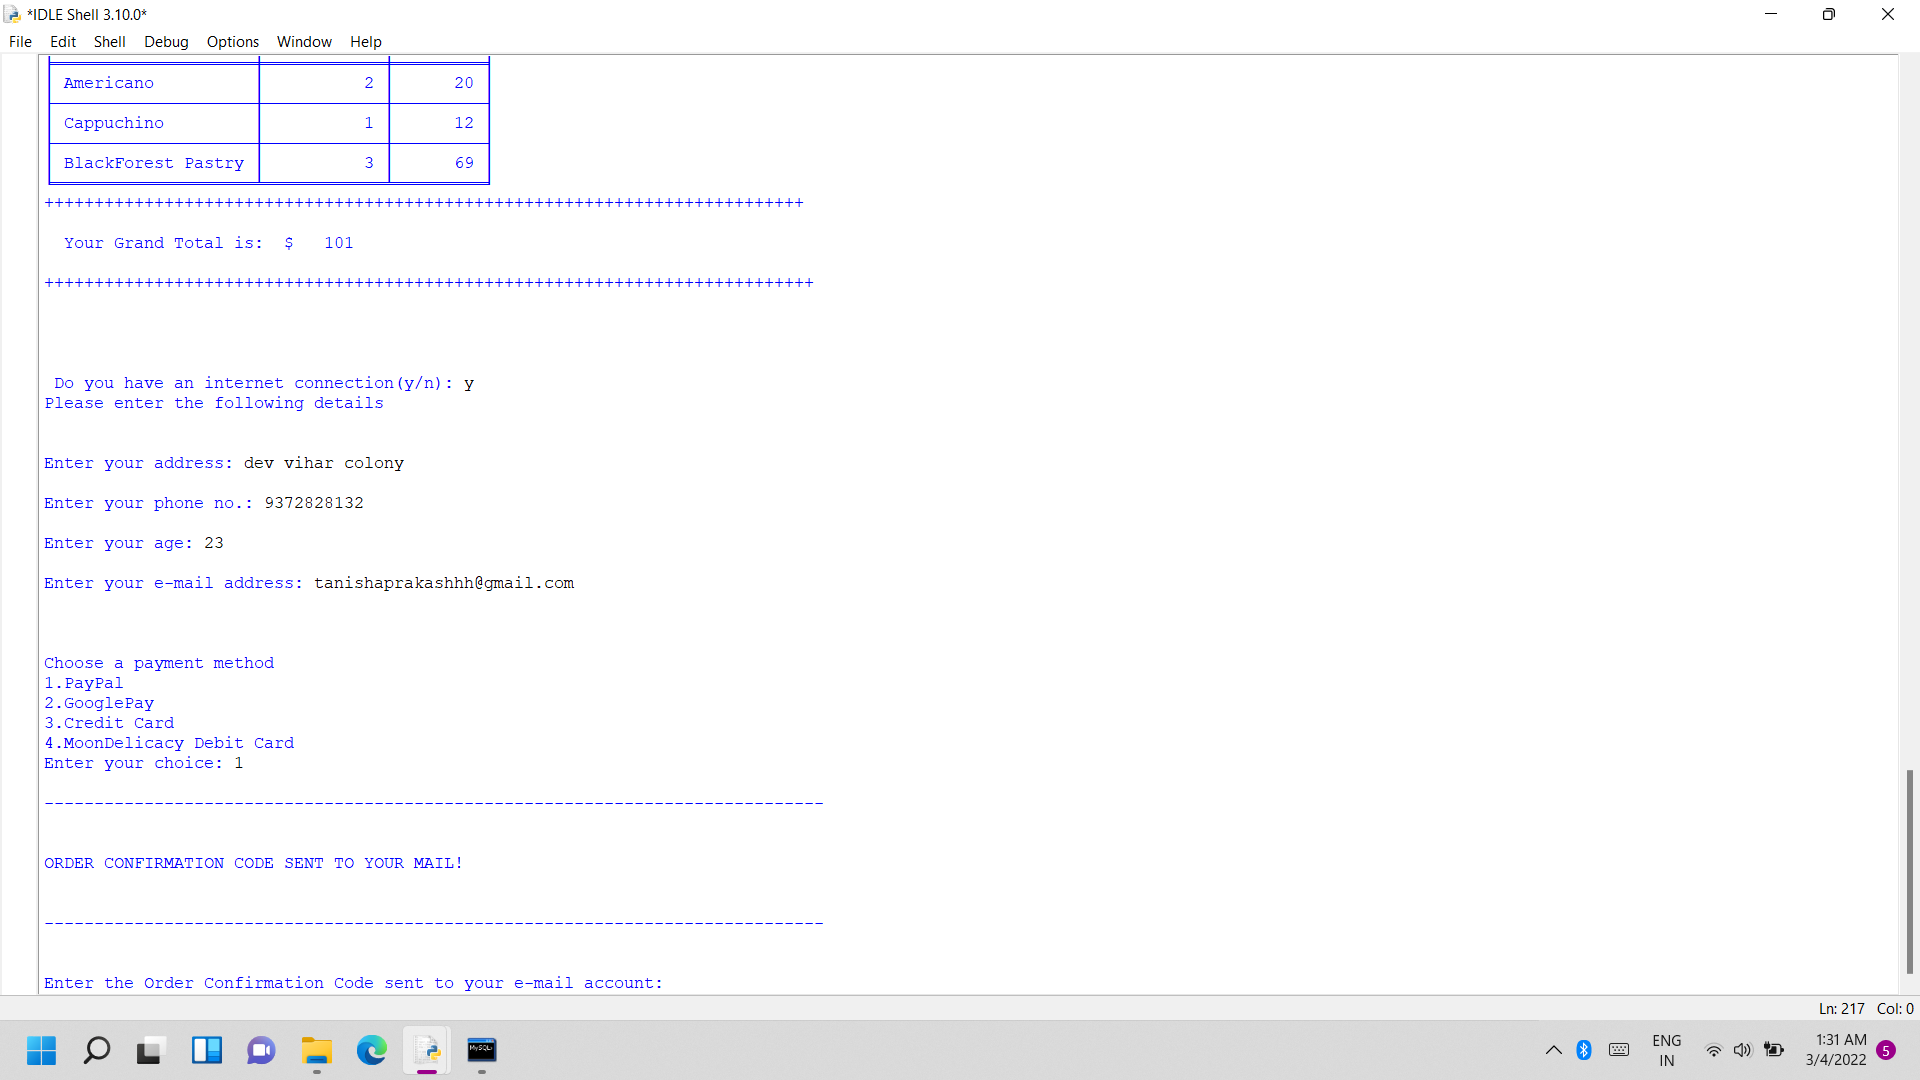 *IDLE Shell 3.10.0*
File Edit Shell Debug Options Window Help
Americano 2 20
Cappuchino 1 12
BlackForest Pastry 3 69
++++++++++++++++++++++++++++++++++++++++++++++++++++++++++++++++++++++++++++
Your Grand Total is: $ 101
+++++++++++++++++++++++++++++++++++++++++++++++++++++++++++++++++++++++++++++
Do you have an internet connection(y/n): y
Please enter the following details
Enter your address: dev vihar colony
Enter your phone no.: 9372828132
Enter your age: 23
Enter your e-mail address: tanishaprakashhh@gmail.com
Choose a payment method
1.PayPal
2.GooglePay
3.Credit Card
4.MoonDelicacy Debit Card
Enter your choice: 1
------------------------------------------------------------------------------
ORDER CONFIRMATION CODE SENT TO YOUR MAIL!
------------------------------------------------------------------------------
Enter the Order Confirmation Code sent to your e-mail account:
Ln: 217 Col: 0
MySQL
ENG
IN
1:31 AM
3/4/2022
5